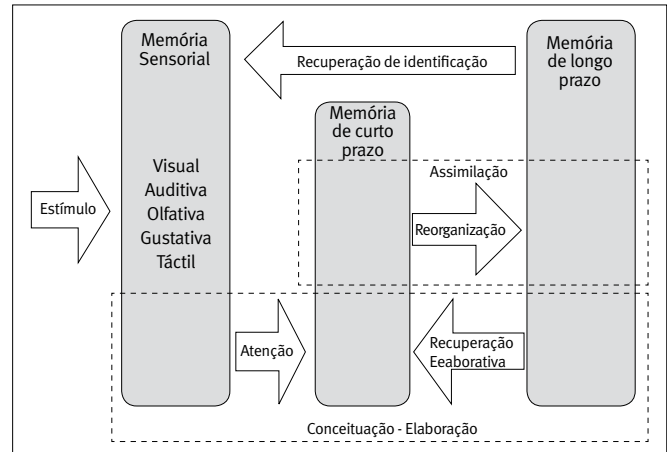 Memória
Sensorial
Recuperação de identificação
Memória
de longo
prazo
Memória
de curto
prazo
Visual
Auditiva
Olfativa
Gustativa
Táctil
Estímulo
Assimilação
Reorganização
Atenção
Recuperação
Eeaborativa
Conceituação - Elaboração